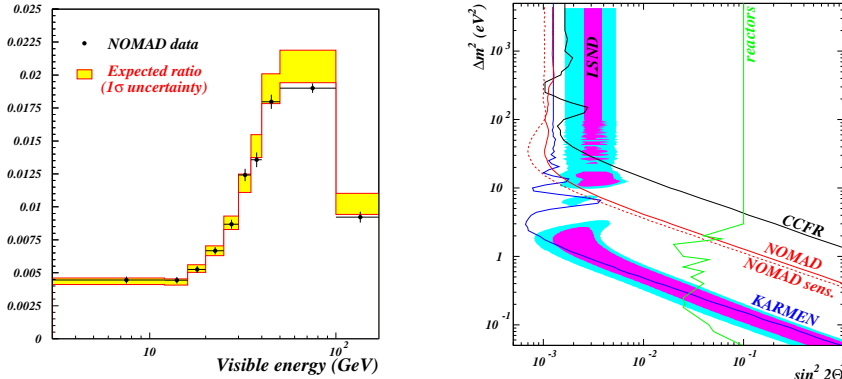 0.025
0.0225
0.02
0.0175
0.015
0.0125
0.01
0.0075
0.005
0.0025
0
NOMAD data
Expected ratio
(1σ uncertainty)
10
10²
Visible energy (GeV)
Δm² (eV²)
10³
10²
10
1
10⁻¹
LSND
reactors
CCFR
NOMAD
NOMAD sens.
KARMEN
10⁻³
10⁻²
10⁻¹
sin² 2Θ